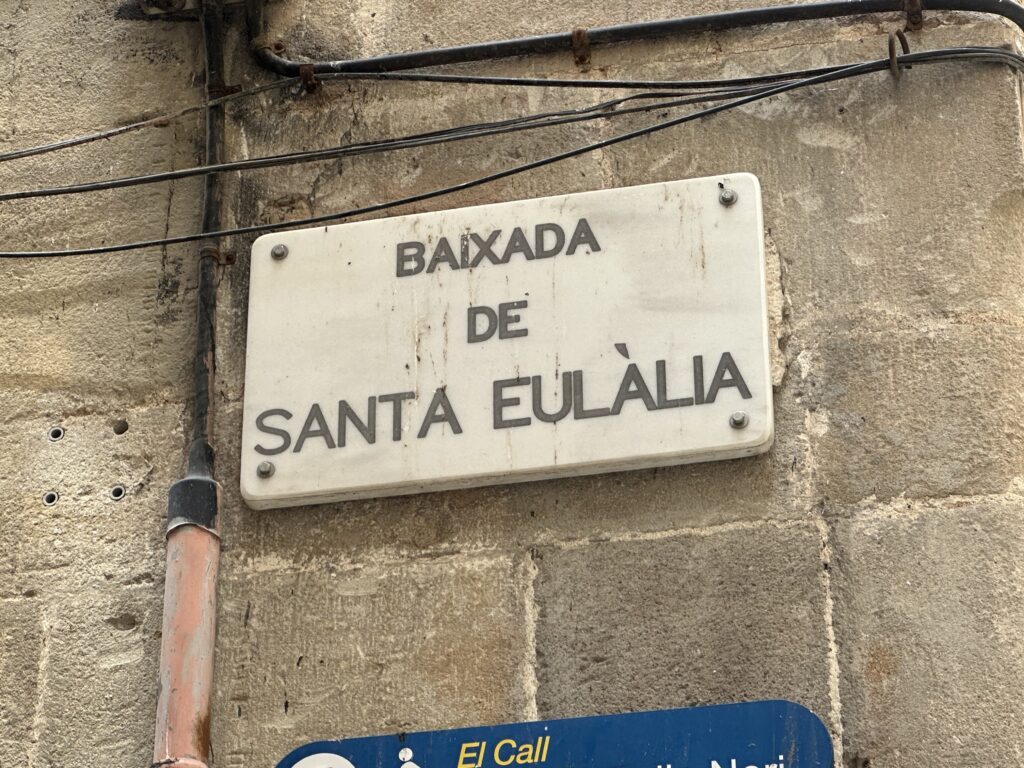 BAIXADA
DE
SANTA EULÀLIA
El Call